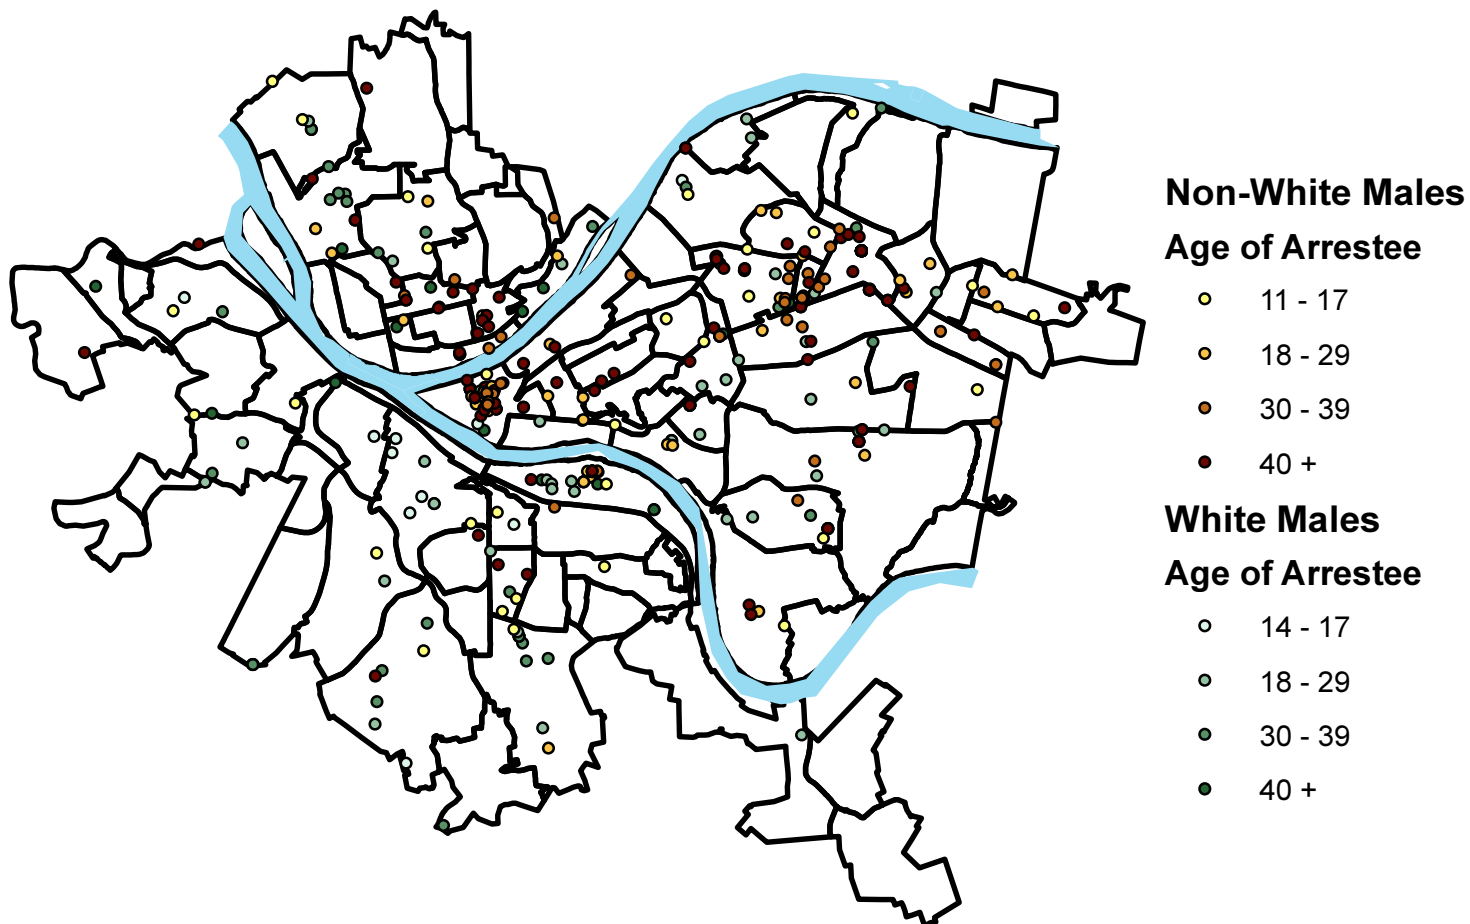 Non-White Males
Age of Arrestee
11 - 17
18 - 29
30 - 39
40 +
White Males
Age of Arrestee
14 - 17
18 - 29
30 - 39
40 +